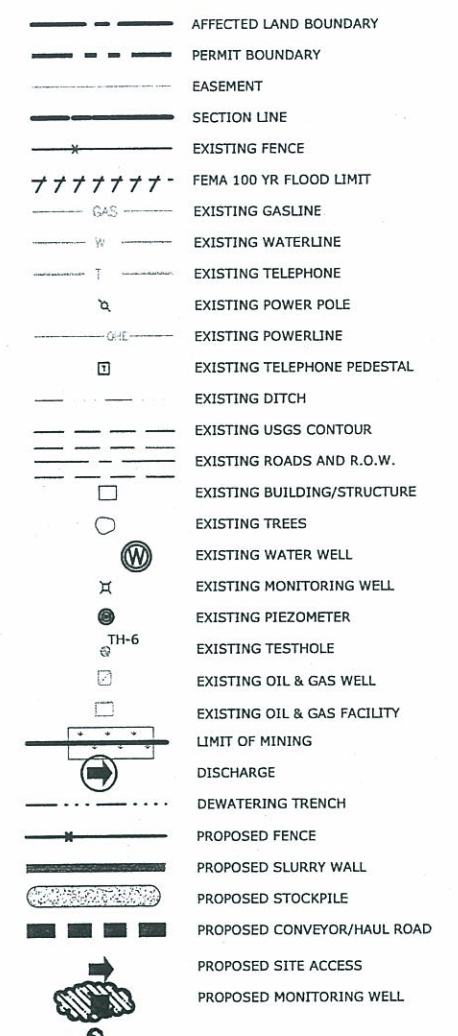 AFFECTED LAND BOUNDARY
PERMIT BOUNDARY
EASEMENT
SECTION LINE
EXISTING FENCE
FEMA 100 YR FLOOD LIMIT
GAS EXISTING GASLINE
W EXISTING WATERLINE
T EXISTING TELEPHONE
EXISTING POWER POLE
OHE EXISTING POWERLINE
T EXISTING TELEPHONE PEDESTAL
EXISTING DITCH
EXISTING USGS CONTOUR
EXISTING ROADS AND R.O.W.
EXISTING BUILDING/STRUCTURE
EXISTING TREES
W EXISTING WATER WELL
EXISTING MONITORING WELL
EXISTING PIEZOMETER
TH-6 EXISTING TESTHOLE
EXISTING OIL & GAS WELL
EXISTING OIL & GAS FACILITY
LIMIT OF MINING
DISCHARGE
DEWATERING TRENCH
PROPOSED FENCE
PROPOSED SLURRY WALL
PROPOSED STOCKPILE
PROPOSED CONVEYOR/HAUL ROAD
PROPOSED SITE ACCESS
PROPOSED MONITORING WELL